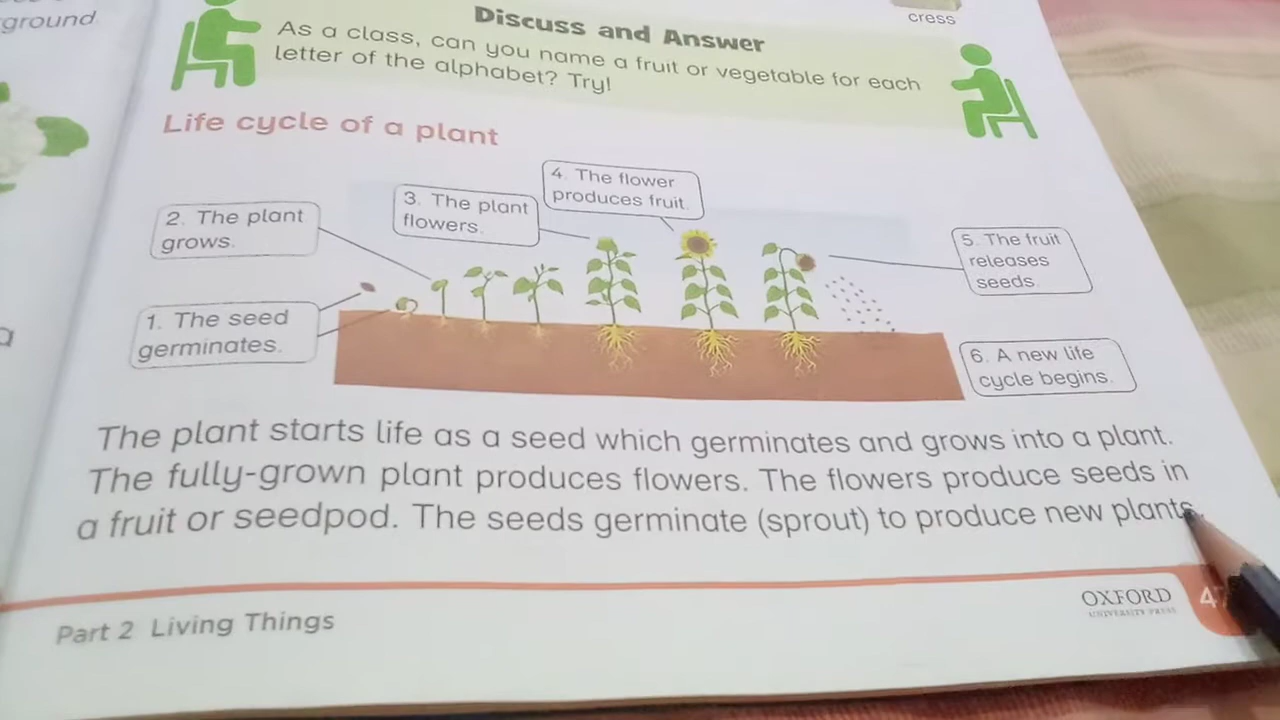 ground
cress
Discuss and Answer
As a class, can you name a fruit or vegetable for each
letter of the alphabet? Try!
Life cycle of a plant
4. The flower
produces fruit.
3. The plant
flowers.
2. The plant
grows.
5. The fruit
releases
seeds.
1. The seed
germinates.
6. A new life
cycle begins.
The plant starts life as a seed which germinates and grows into a plant.
The fully-grown plant produces flowers. The flowers produce seeds in
a fruit or seedpod. The seeds germinate (sprout) to produce new plants.
Part 2 Living Things
OXFORD
UNIVERSITY PRESS